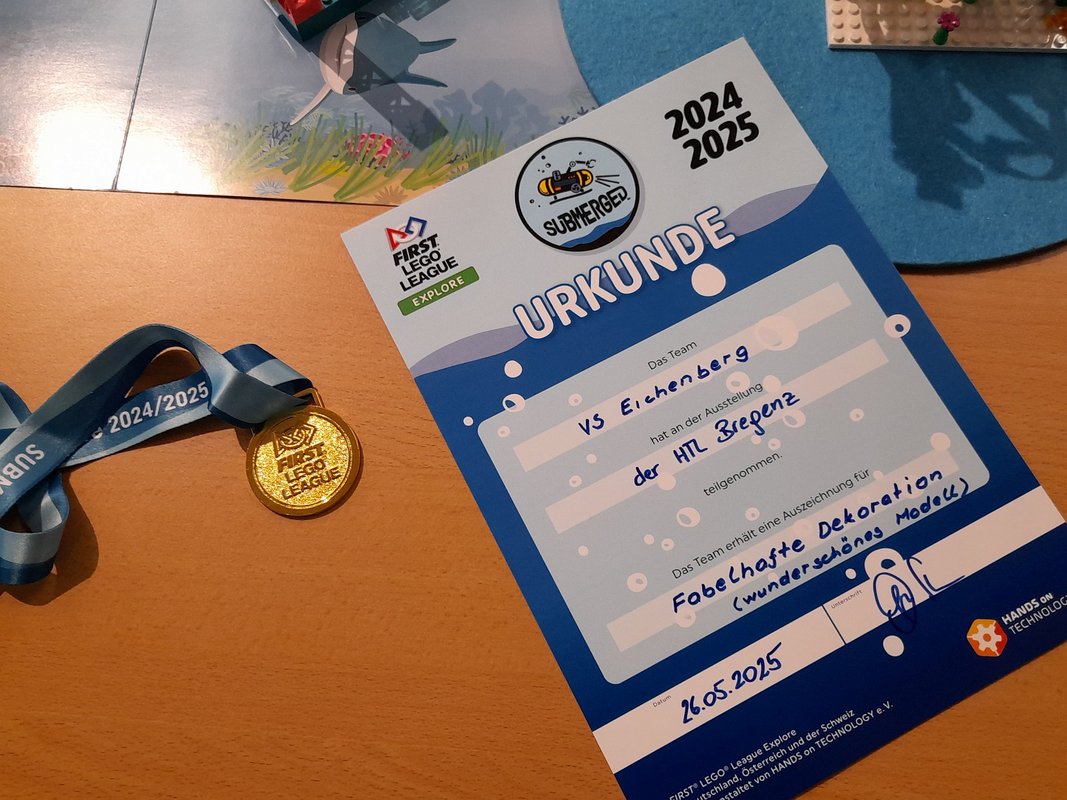 2024
2025
SUBMERGED
FIRST
LEGO
LEAGUE
EXPLORE
URKUNDE
Das Team
VS Eichenberg
hat an der Ausstellung
der HTL Bregenz
teilgenommen.
Das Team erhält eine Auszeichnung für
Fabelhafte Dekoration
(wunderschönes Modell)
Unterschrift
Datum
26.05.2025
HANDS on
TECHNOLOGY
FIRST® LEGO® League Explore
Österreich und der Schweiz
von HANDS on TECHNOLOGY e.V.
2024/2025
FIRST
LEGO
LEAGUE